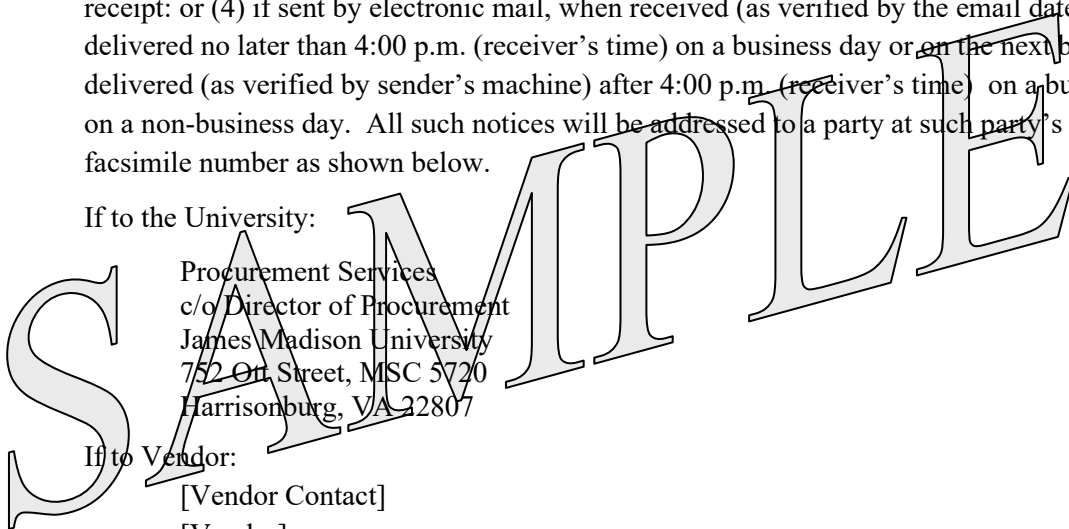 receipt: or (4) if sent by electronic mail, when received (as verified by the email date
delivered no later than 4:00 p.m. (receiver’s time) on a business day or on the next b
delivered (as verified by sender’s machine) after 4:00 p.m. (receiver’s time)  on a bu
on a non-business day.  All such notices will be addressed to a party at such party’s
facsimile number as shown below.
If to the University:
Procurement Services
c/o Director of Procurement
James Madison University
752 Ott Street, MSC 5720
Harrisonburg, VA 22807
If to Vendor:
[Vendor Contact]
[Vendor]
SAMPLE